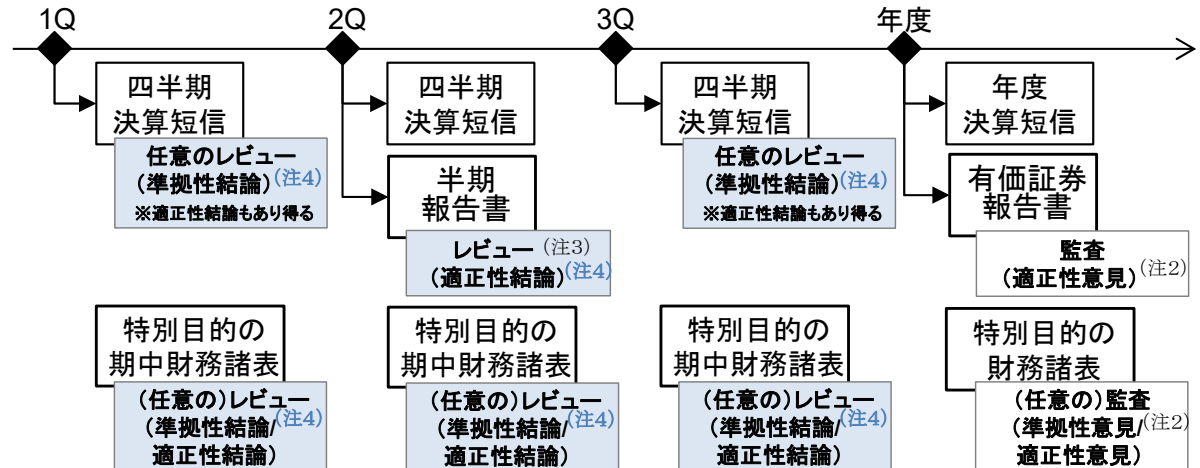 1Q
2Q
3Q
年度
四半期
決算短信
任意のレビュー
(準拠性結論)(注4)
※適正性結論もあり得る
四半期
決算短信
半期
報告書
レビュー(注3)
(適正性結論)(注4)
四半期
決算短信
任意のレビュー
(準拠性結論)(注4)
※適正性結論もあり得る
年度
決算短信
有価証券
報告書
監査
(適正性意見)(注2)
特別目的の
期中財務諸表
(任意の)レビュー
(準拠性結論/(注4)
適正性結論)
特別目的の
期中財務諸表
(任意の)レビュー
(準拠性結論/(注4)
適正性結論)
特別目的の
期中財務諸表
(任意の)レビュー
(準拠性結論/(注4)
適正性結論)
特別目的の
財務諸表
(任意の)監査
(準拠性意見/(注2)
適正性意見)